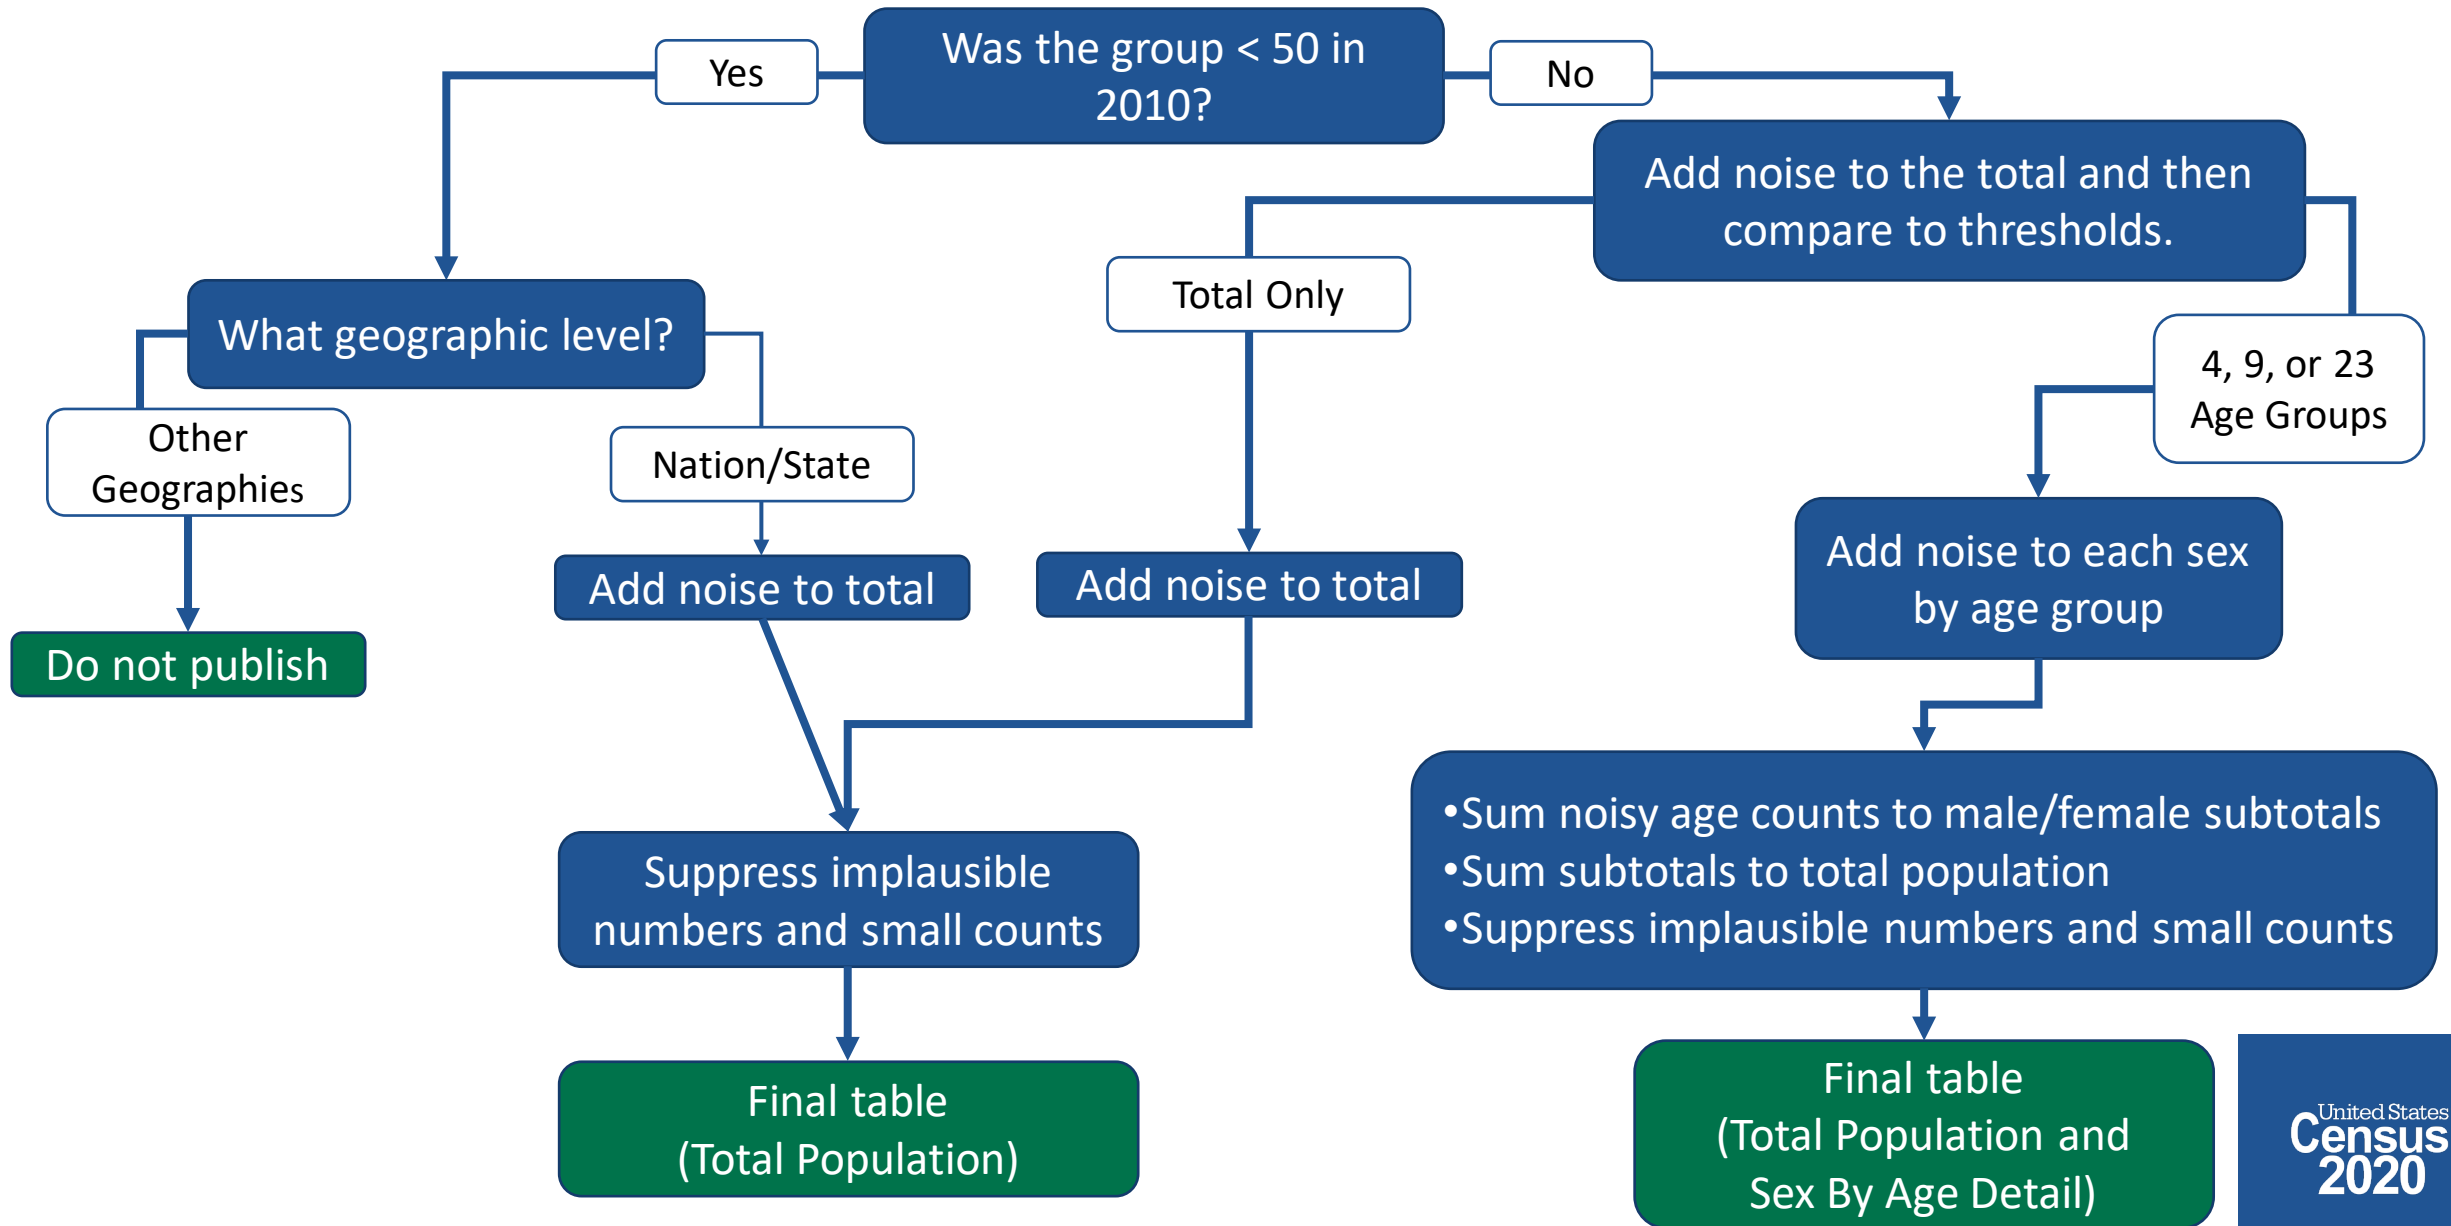 Was the group < 50 in
2010?
Yes
No
Add noise to the total and then
compare to thresholds.
Total Only
What geographic level?
4, 9, or 23
Age Groups
Other
Geographies
Nation/State
Add noise to each sex
by age group
Add noise to total
Add noise to total
Do not publish
•Sum noisy age counts to male/female subtotals
•Sum subtotals to total population
•Suppress implausible numbers and small counts
Suppress implausible
numbers and small counts
Final table
(Total Population)
Final table
(Total Population and
Sex By Age Detail)
United States
Census
2020